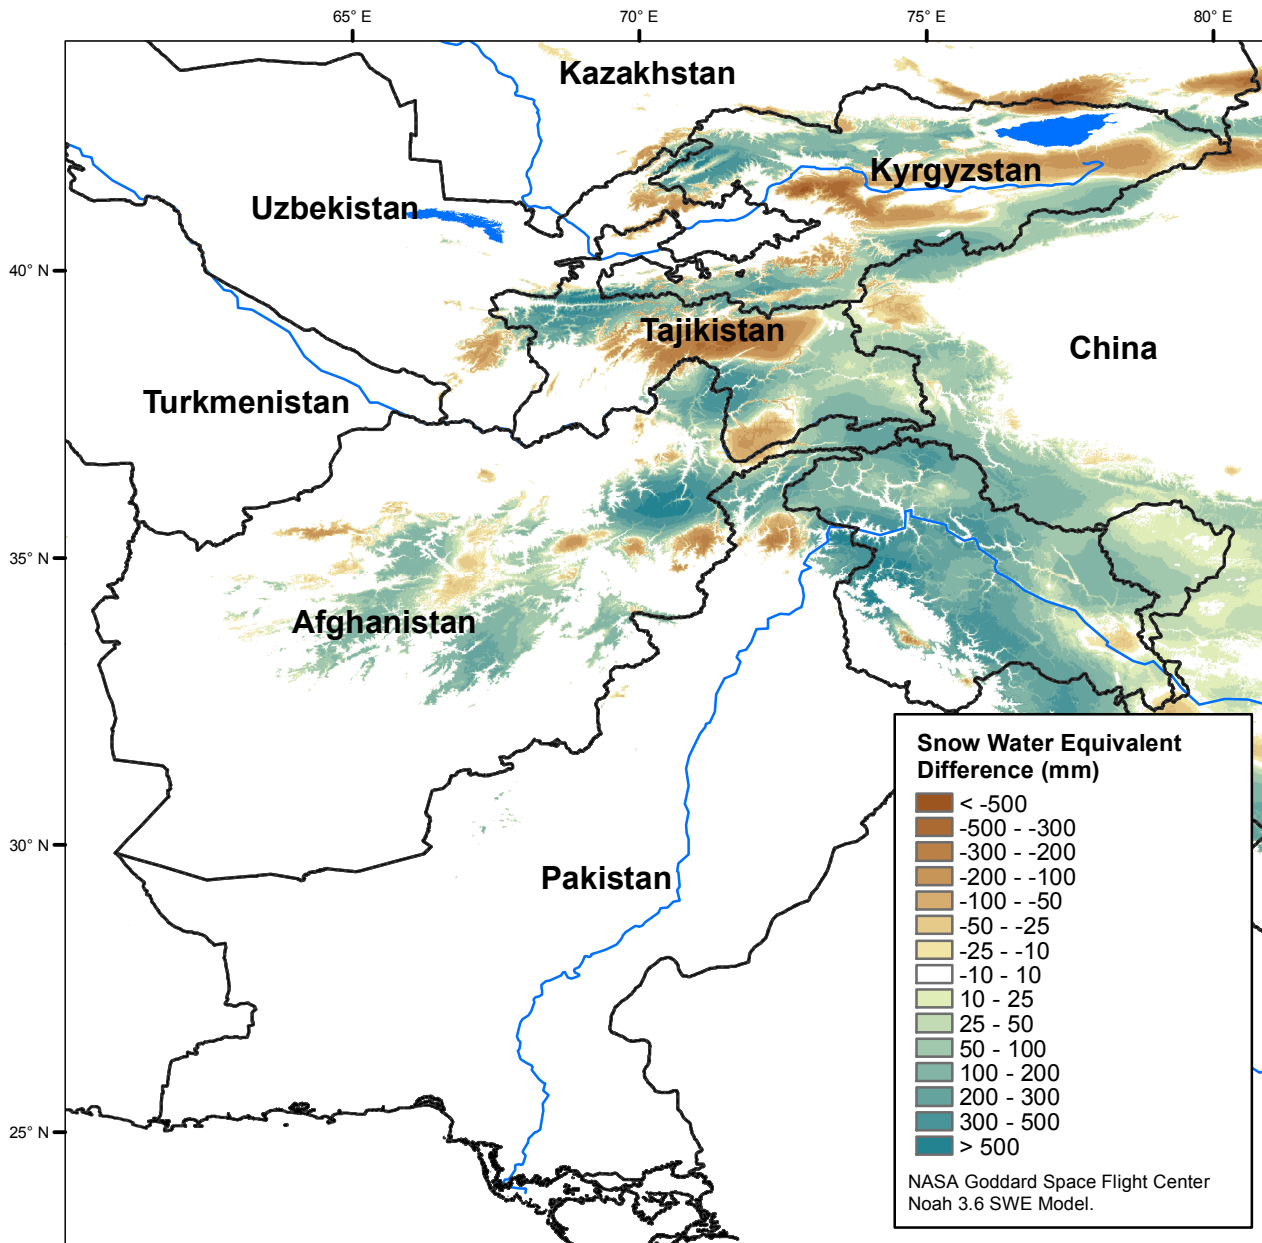 65° E
70° E
75° E
80° E
Kazakhstan
Kyrgyzstan
Uzbekistan
40° N
Tajikistan
China
Turkmenistan
35° N
Afghanistan
Snow Water Equivalent
Difference (mm)
< -500
-500 - -300
-300 - -200
-200 - -100
-100 - -50
-50 - -25
-25 - -10
-10 - 10
10 - 25
25 - 50
50 - 100
100 - 200
200 - 300
300 - 500
> 500
NASA Goddard Space Flight Center
Noah 3.6 SWE Model.
30° N
Pakistan
25° N